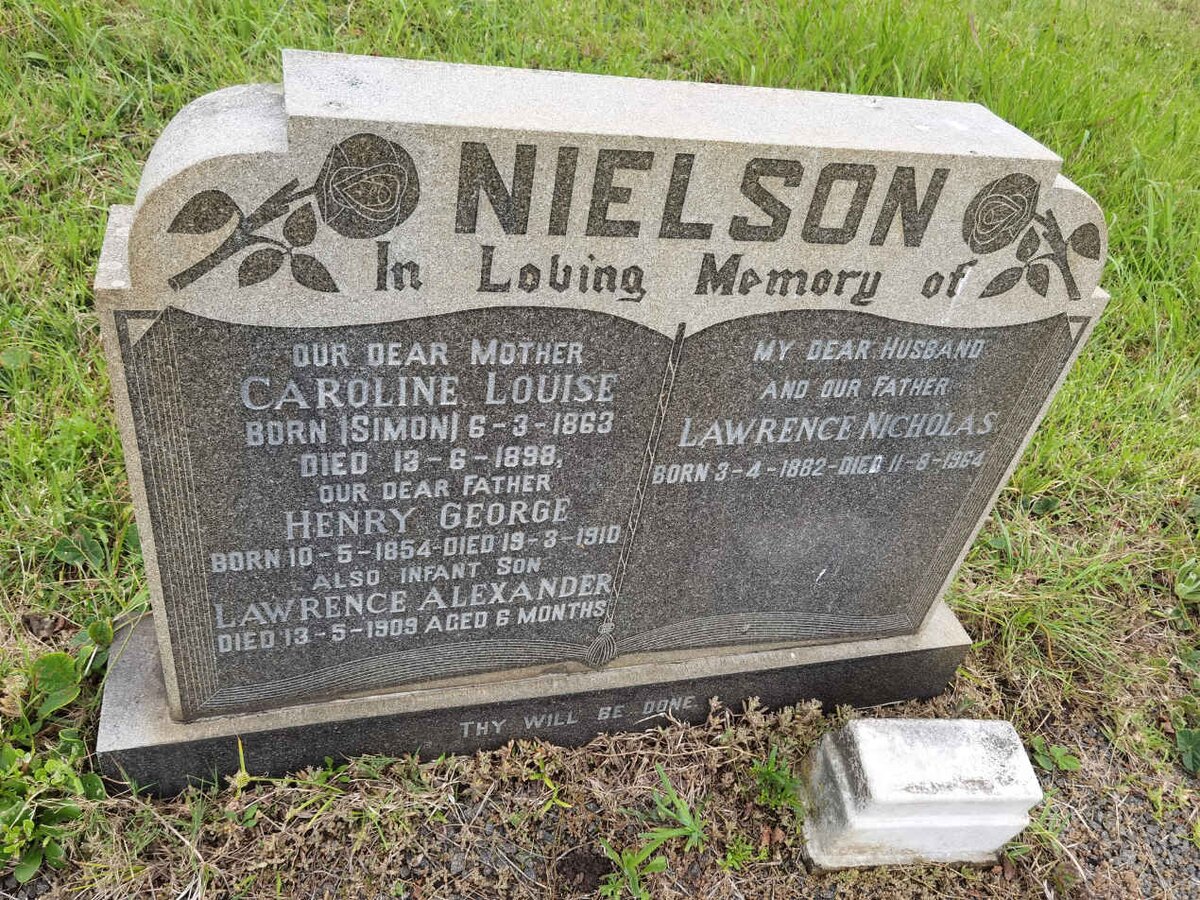 NIELSON
In Loving Memory of
OUR DEAR MOTHER
CAROLINE LOUISE
BORN (SIMON) 6-3-1863
DIED 13-6-1898,
OUR DEAR FATHER
HENRY GEORGE
BORN 10-5-1854-DIED 19-3-1910
ALSO INFANT SON
LAWRENCE ALEXANDER
DIED 13-5-1909 AGED 6 MONTHS
MY DEAR HUSBAND
AND OUR FATHER
LAWRENCE NICHOLAS
BORN 3-4-1882-DIED 11-8-1964
THY WILL BE DONE